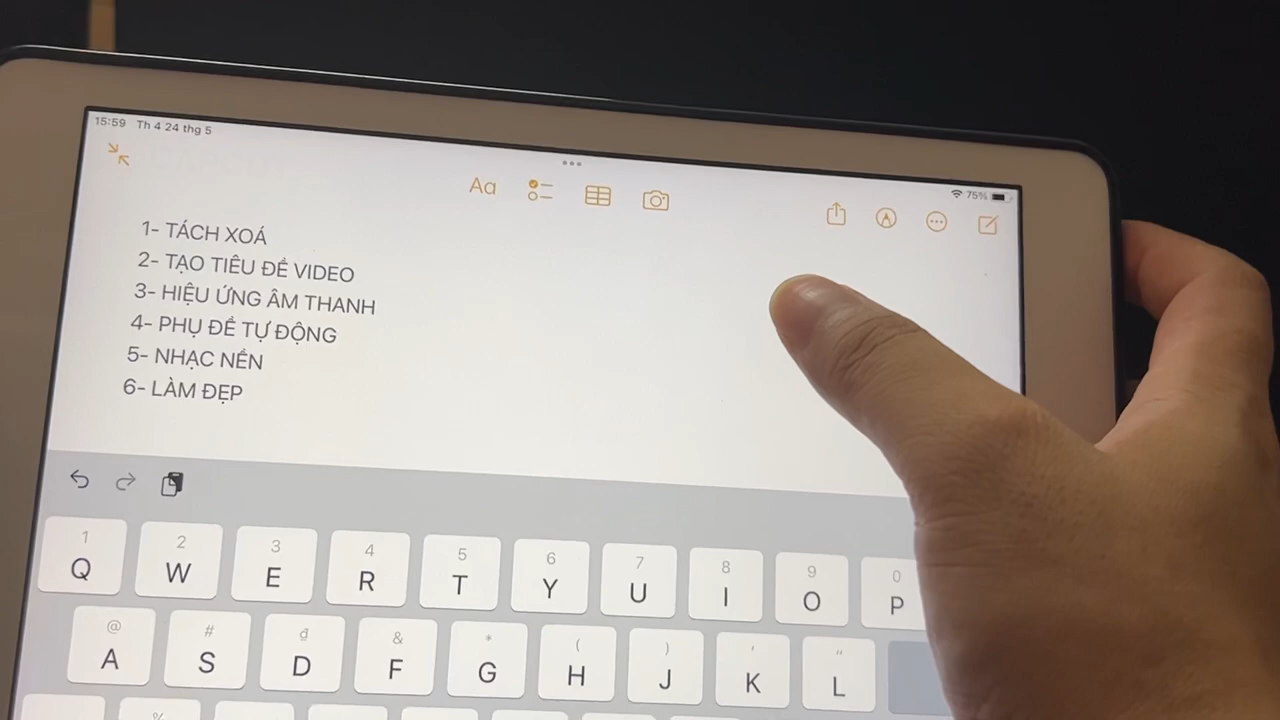 15:59 Th 4 24 thg 5
75%
Aa
1- TÁCH XOÁ
2- TẠO TIÊU ĐỀ VIDEO
3- HIỆU ỨNG ÂM THANH
4- PHỤ ĐỀ TỰ ĐỘNG
5- NHẠC NỀN
6- LÀM ĐẸP
1 2 3 4 5 6 7 8 9 0
Q W E R T Y U I O P
@ # ₫ & * ( ) ' "
A S D F G H J K L
%